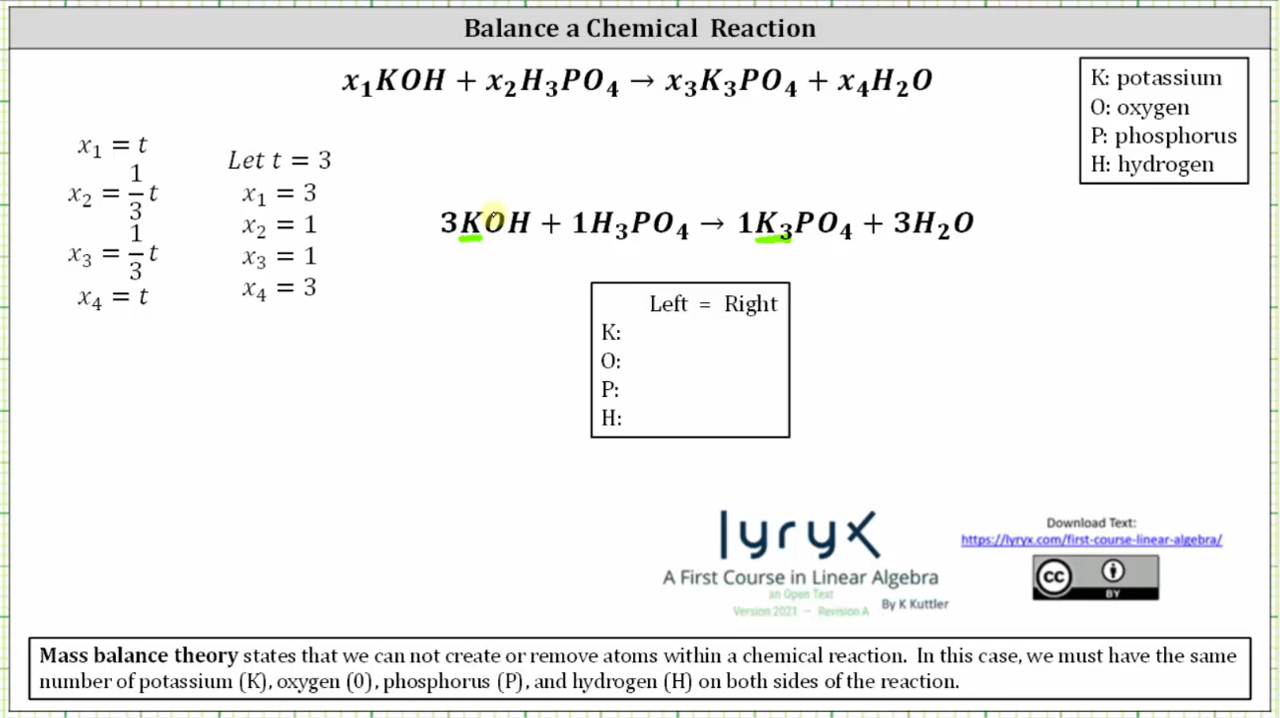 Balance a Chemical Reaction
x₁KOH + x₂H₃PO₄ → x₃K₃PO₄ + x₄H₂O
K: potassium
O: oxygen
P: phosphorus
H: hydrogen
x₁ = t
x₂ = 1/3 t
x₃ = 1/3 t
x₄ = t
Let t = 3
x₁ = 3
x₂ = 1
x₃ = 1
x₄ = 3
3KOH + 1H₃PO₄ → 1K₃PO₄ + 3H₂O
Left = Right
K:
O:
P:
H:
lyryx
A First Course in Linear Algebra
an Open Text
By K Kuttler
Version 2021 — Revision A
Download Text:
https://lyryx.com/first-course-linear-algebra/
cc
BY
Mass balance theory states that we can not create or remove atoms within a chemical reaction. In this case, we must have the same
number of potassium (K), oxygen (0), phosphorus (P), and hydrogen (H) on both sides of the reaction.